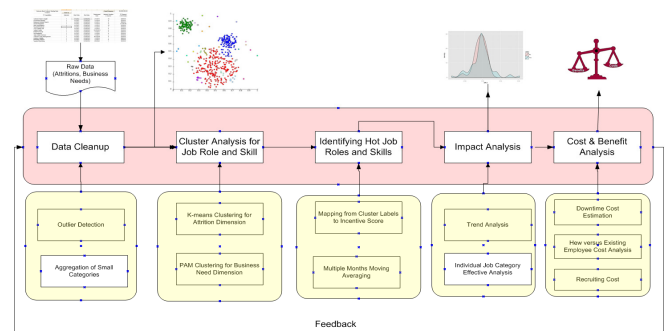 Raw Data
(Attritions, Business
Needs)
Data Cleanup
Cluster Analysis for
Job Role and Skill
Identifying Hot Job
Roles and Skills
Impact Analysis
Cost & Benefit
Analysis
Outlier Detection
Aggregation of Small
Categories
K-means Clustering for
Attrition Dimension
PAM Clustering for Business
Need Dimension
Mapping from Cluster Labels
to Incentive Score
Multiple Months Moving
Averaging
Trend Analysis
Individual Job Category
Effective Analysis
Downtime Cost
Estimation
Hew versus Existing
Employee Cost Analysis
Recruiting Cost
Feedback